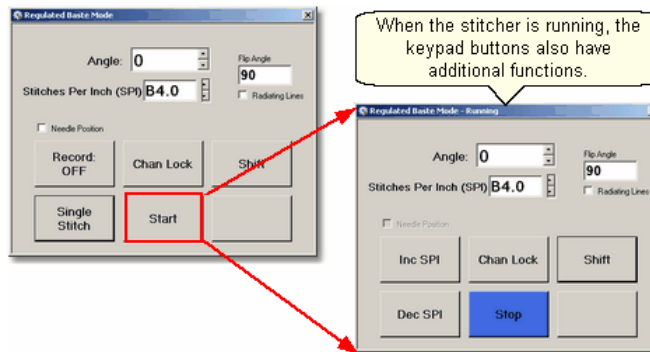 Regulated Baste Mode
Angle: 0
Flip Angle
90
Stitches Per Inch (SPI) B4.0
Radiating Lines
Needle Position
Record:
OFF
Chan Lock
Shift
Single
Stitch
Start
When the stitcher is running, the
keypad buttons also have
additional functions.
Regulated Baste Mode - Running
Angle: 0
Flip Angle
90
Stitches Per Inch (SPI) B4.0
Radiating Lines
Needle Position
Inc SPI
Chan Lock
Shift
Dec SPI
Stop